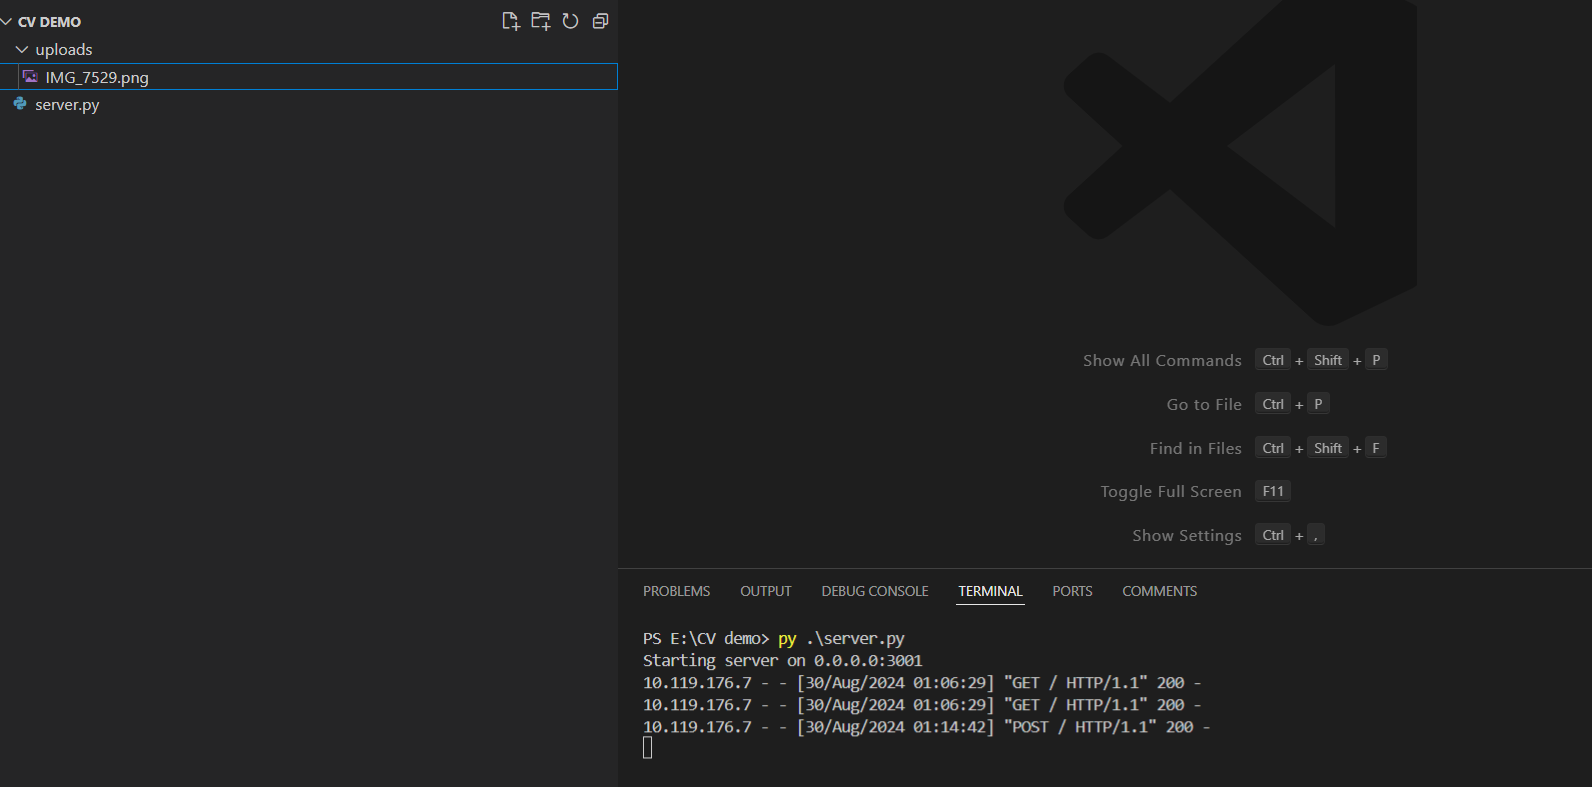 CV DEMO
uploads
IMG_7529.png
server.py
Show All Commands Ctrl + Shift + P
Go to File Ctrl + P
Find in Files Ctrl + Shift + F
Toggle Full Screen F11
Show Settings Ctrl + ,
PROBLEMS OUTPUT DEBUG CONSOLE TERMINAL PORTS COMMENTS
PS E:\CV demo> py .\server.py
Starting server on 0.0.0.0:3001
10.119.176.7 - - [30/Aug/2024 01:06:29] "GET / HTTP/1.1" 200 -
10.119.176.7 - - [30/Aug/2024 01:06:29] "GET / HTTP/1.1" 200 -
10.119.176.7 - - [30/Aug/2024 01:14:42] "POST / HTTP/1.1" 200 -